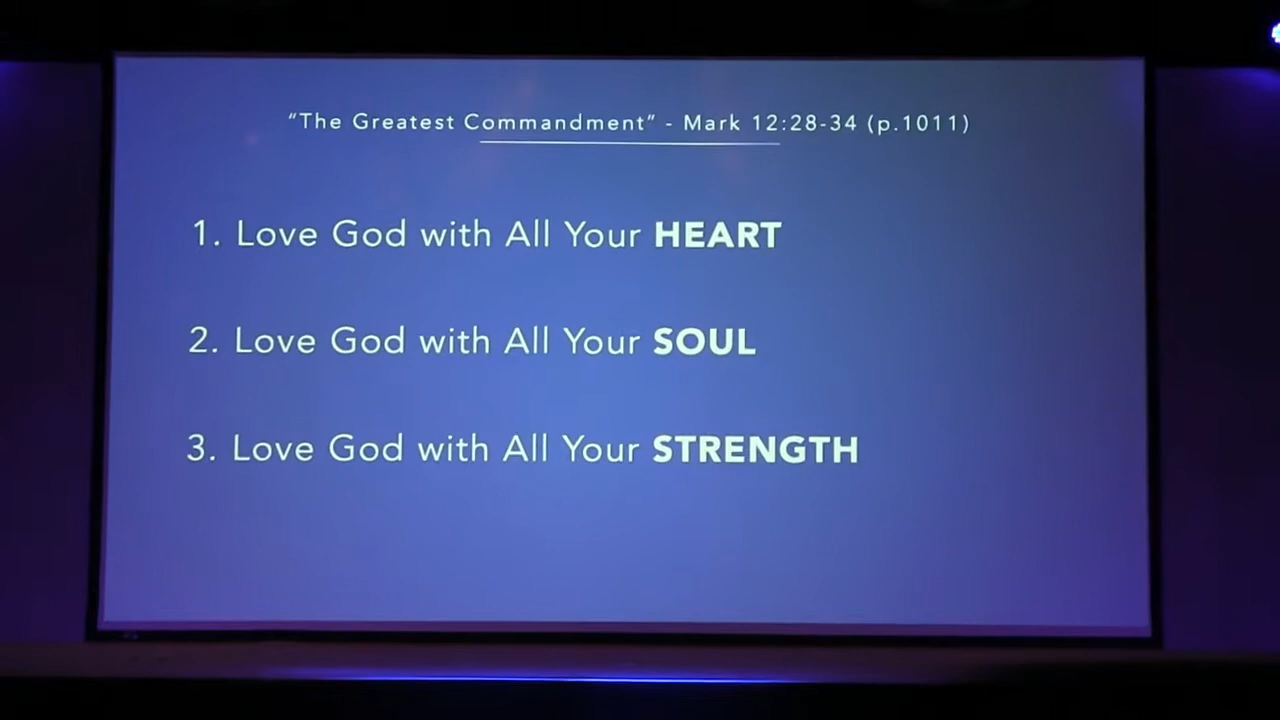 “The Greatest Commandment” - Mark 12:28-34 (p.1011)
1. Love God with All Your HEART
2. Love God with All Your SOUL
3. Love God with All Your STRENGTH